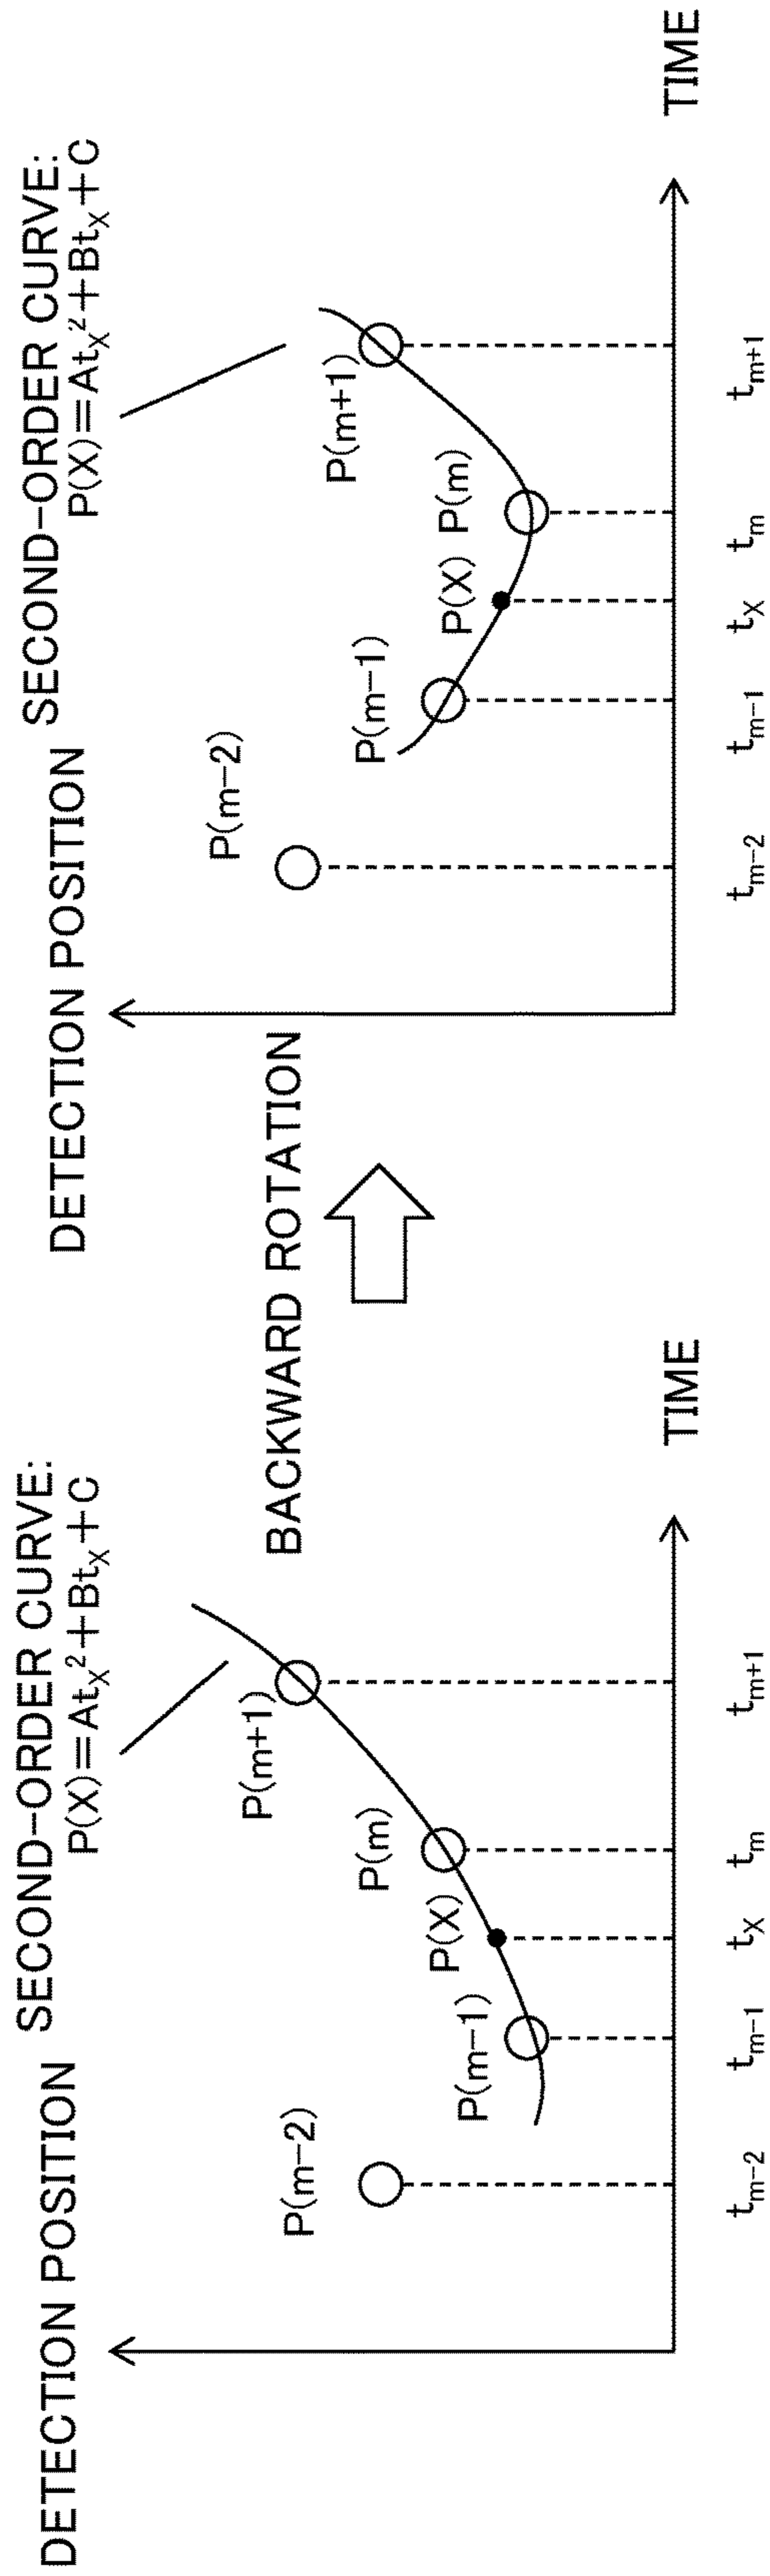 DETECTION POSITION
SECOND-ORDER CURVE:
P(X)=AtX²+BtX+C
P(m-2)
P(m-1)
P(X)
P(m)
P(m+1)
tm-2
tm-1
tX
tm
tm+1
TIME
BACKWARD ROTATION
DETECTION POSITION
SECOND-ORDER CURVE:
P(X)=AtX²+BtX+C
P(m-2)
P(m-1)
P(X)
P(m)
P(m+1)
tm-2
tm-1
tX
tm
tm+1
TIME